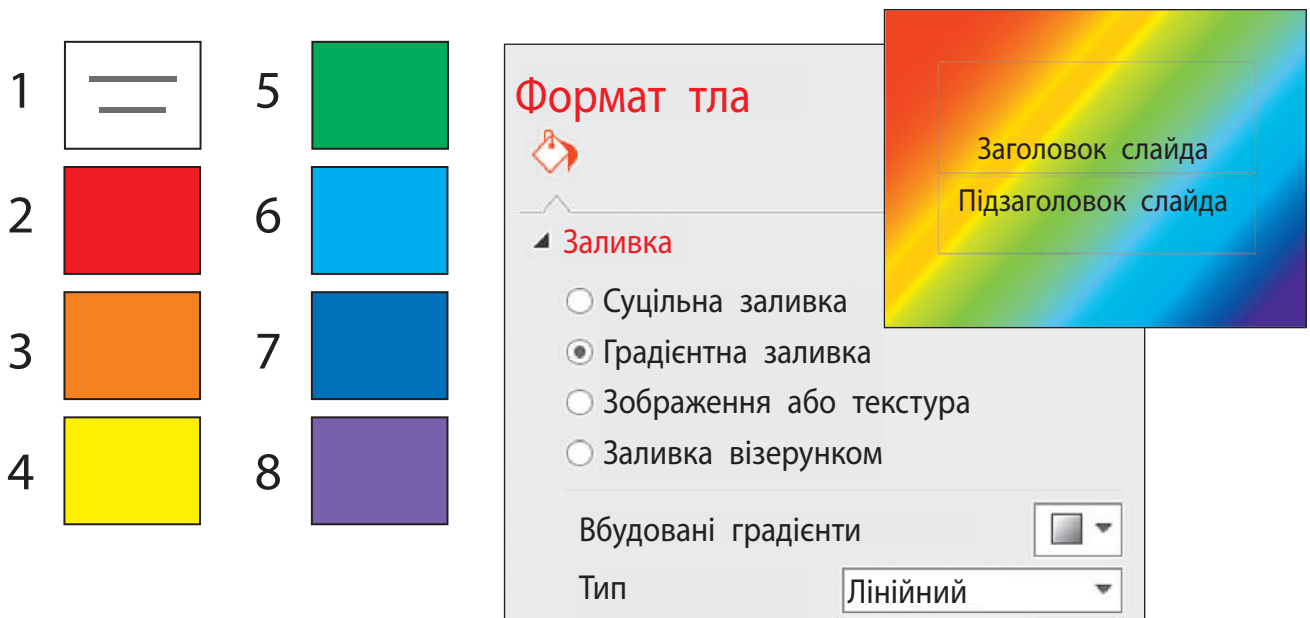 1
2
3
4
5
6
7
8
Формат тла
Заливка
Суцільна заливка
Градієнтна заливка
Зображення або текстура
Заливка візерунком
Вбудовані градієнти
Тип
Лінійний
Заголовок слайда
Підзаголовок слайда